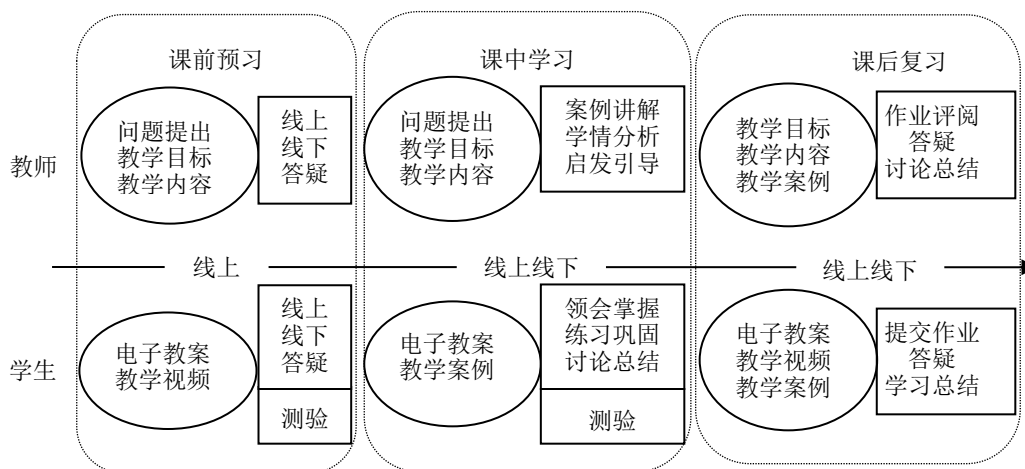 课前预习
课中学习
课后复习
教师
问题提出
教学目标
教学内容
线上
线下
答疑
问题提出
教学目标
教学内容
案例讲解
学情分析
启发引导
教学目标
教学内容
教学案例
作业评阅
答疑
讨论总结
线上
线上线下
线上线下
学生
电子教案
教学视频
线上
线下
答疑
测验
电子教案
教学案例
领会掌握
练习巩固
讨论总结
测验
电子教案
教学视频
教学案例
提交作业
答疑
学习总结